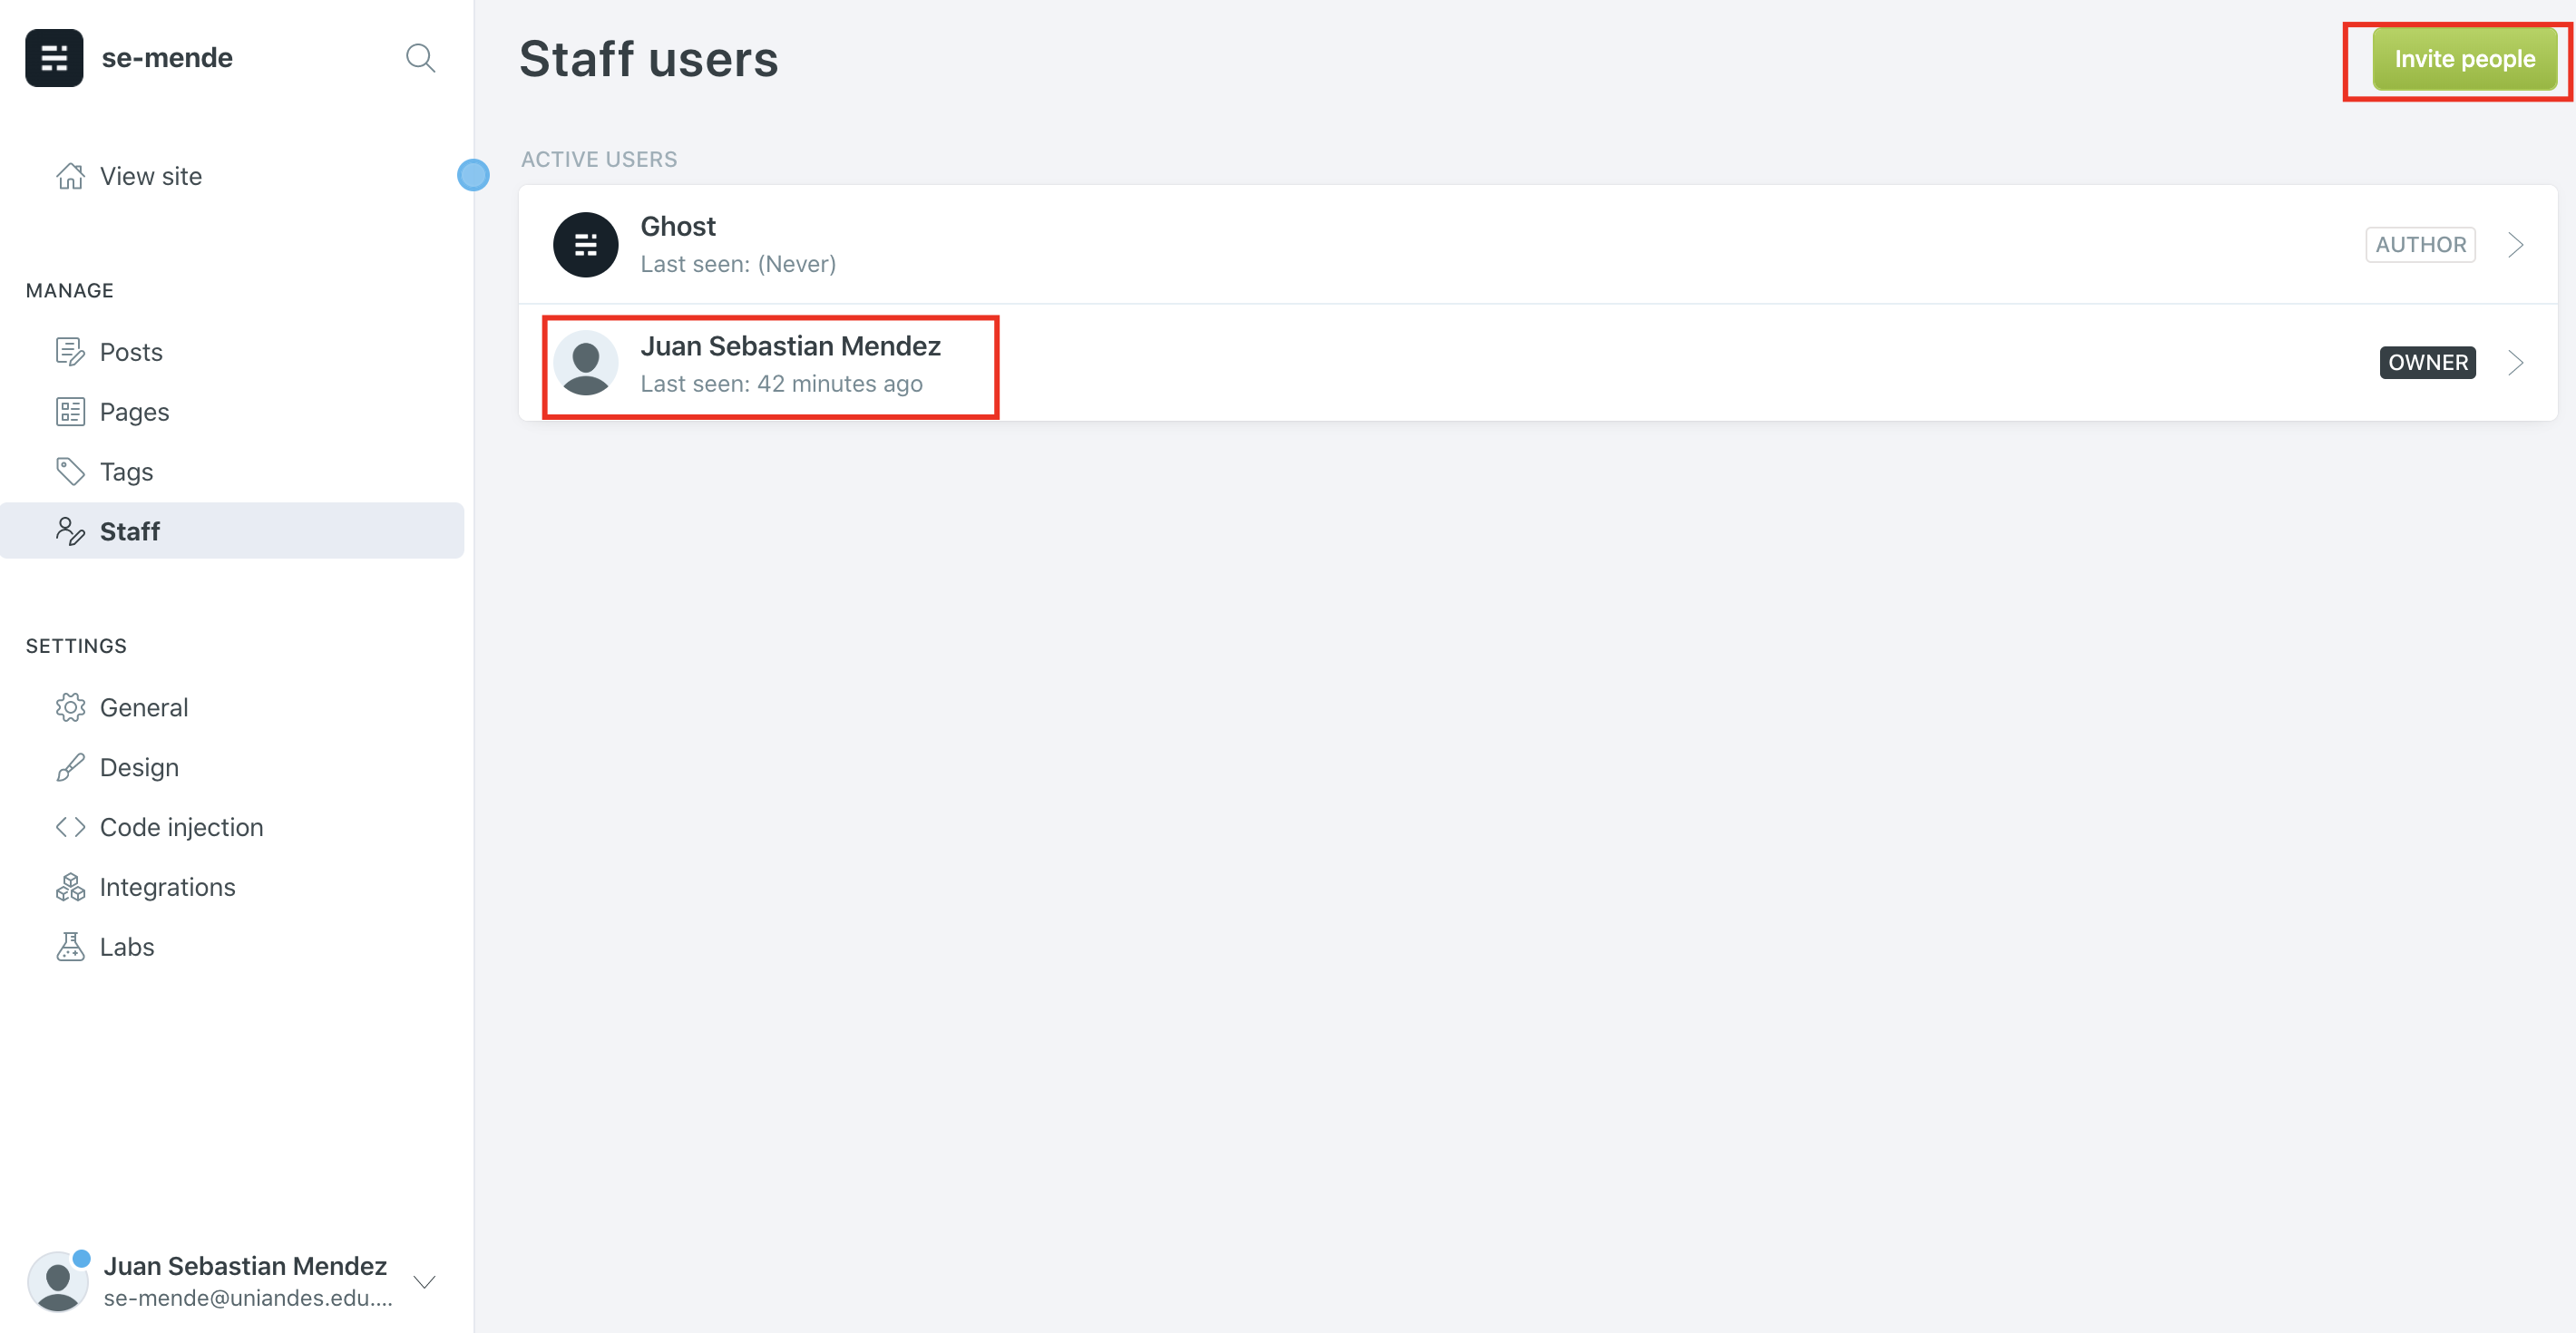 se-mende
View site
MANAGE
Posts
Pages
Tags
Staff
SETTINGS
General
Design
Code injection
Integrations
Labs
Juan Sebastian Mendez
se-mende@uniandes.edu....
Staff users
Invite people
ACTIVE USERS
Ghost
Last seen: (Never)
AUTHOR
Juan Sebastian Mendez
Last seen: 42 minutes ago
OWNER